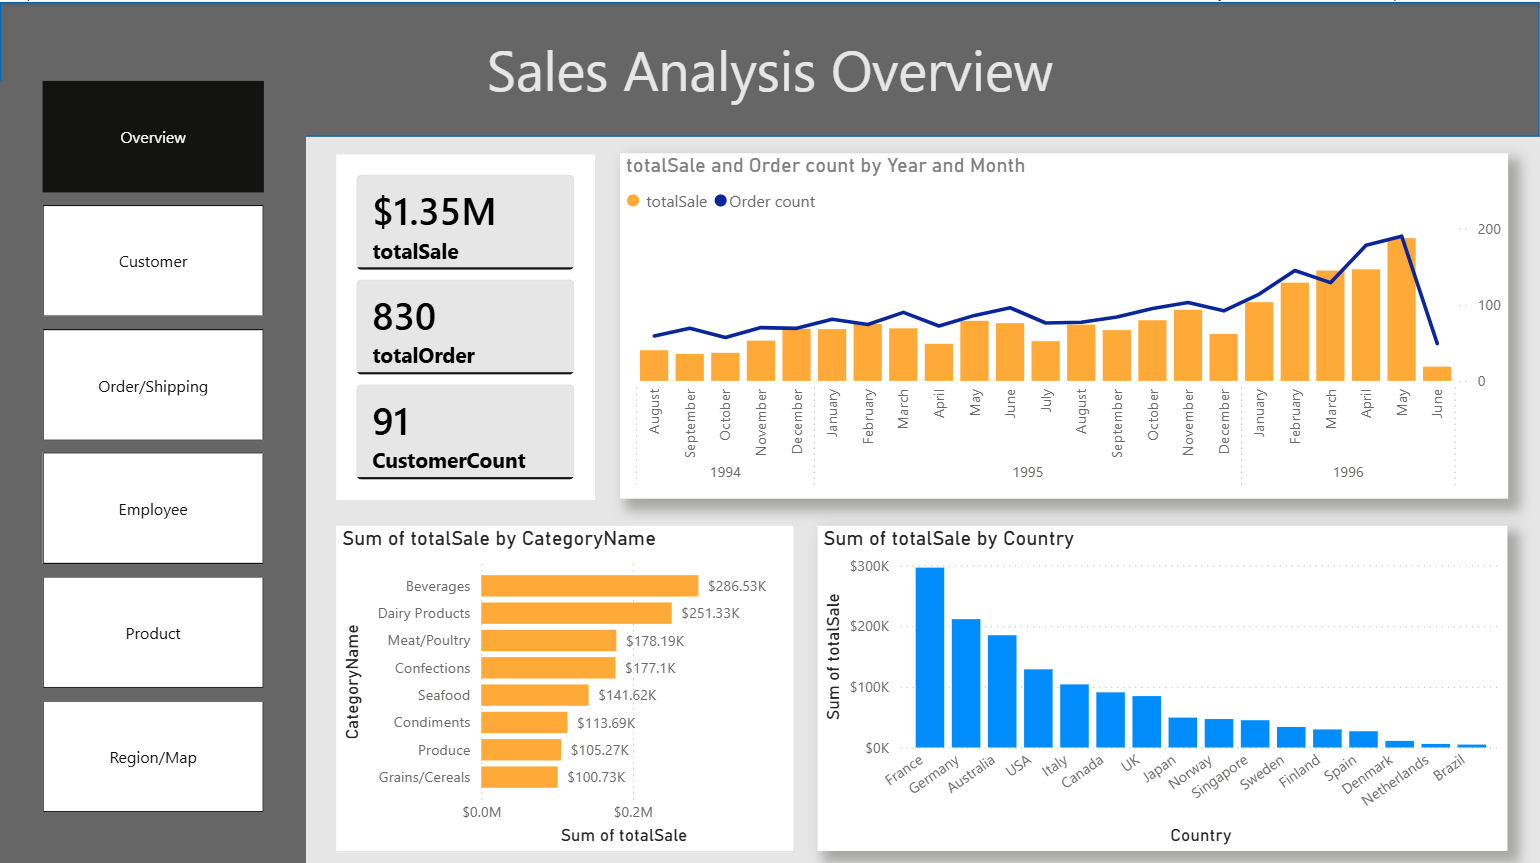 Sales Analysis Overview
Overview
Customer
Order/Shipping
Employee
Product
Region/Map
$1.35M
totalSale
830
totalOrder
91
CustomerCount
totalSale and Order count by Year and Month
totalSale Order count
200
100
0
August September October November December January February March April May June July August September October November December January February March April May June
1994 1995 1996
Sum of totalSale by CategoryName
CategoryName
Beverages $286.53K
Dairy Products $251.33K
Meat/Poultry $178.19K
Confections $177.1K
Seafood $141.62K
Condiments $113.69K
Produce $105.27K
Grains/Cereals $100.73K
$0.0M $0.2M
Sum of totalSale
Sum of totalSale by Country
Sum of totalSale
$300K
$200K
$100K
$0K
France Germany Australia USA Italy Canada UK Japan Norway Singapore Sweden Finland Spain Denmark Netherlands Brazil
Country